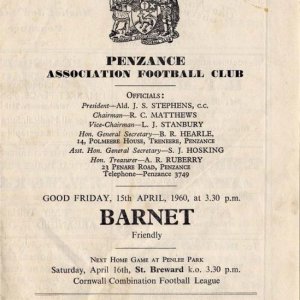 PENZANCE
ASSOCIATION FOOTBALL CLUB
OFFICIALS:
President—Ald. J. S. STEPHENS, C.C.
Chairman—R. C. MATTHEWS
Vice-Chairman—L. J. STANBURY
Hon. General Secretary—B. R. HEARLE,
14, POLMEERE HOUSE, TRENEERE, PENZANCE
Asst. Hon. General Secretary—S. J. HOSKING
Hon. Treasurer—A. R. RUBERRY
23 PENARE ROAD, PENZANCE
Telephone—Penzance 3749
GOOD FRIDAY, 15th APRIL, 1960, at 3.30 p.m.
BARNET
Friendly
NEXT HOME GAME AT PENLEE PARK
Saturday, April 16th, St. Breward k.o. 3.30 p.m.
Cornwall Combination Football League